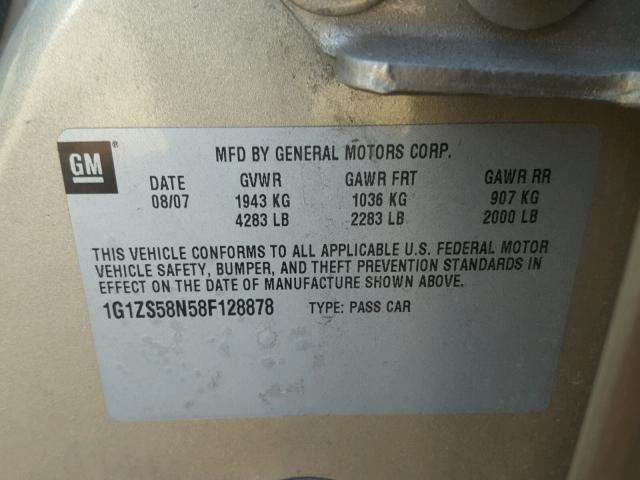 GM®
MFD BY GENERAL MOTORS CORP.
DATE GVWR GAWR FRT GAWR RR
08/07 1943 KG 1036 KG 907 KG
4283 LB 2283 LB 2000 LB
THIS VEHICLE CONFORMS TO ALL APPLICABLE U.S. FEDERAL MOTOR
VEHICLE SAFETY, BUMPER, AND THEFT PREVENTION STANDARDS IN
EFFECT ON THE DATE OF MANUFACTURE SHOWN ABOVE.
1G1ZS58N58F128878 TYPE: PASS CAR